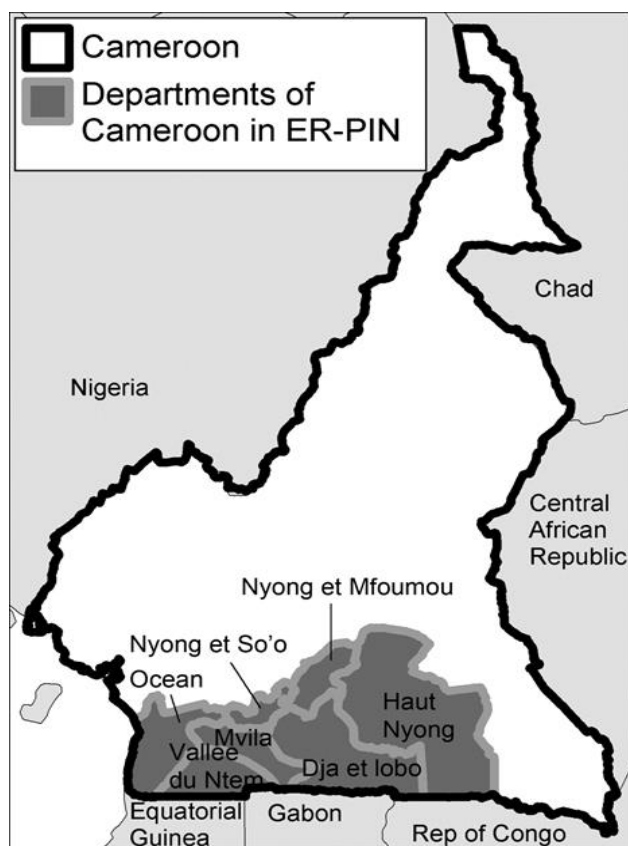 Cameroon
Departments of
Cameroon in ER-PIN
Chad
Nigeria
Central
African
Republic
Nyong et Mfoumou
Nyong et So'o
Ocean
Haut
Nyong
Mvila
Vallée
du Ntem
Dja et lobo
Equatorial
Guinea
Gabon
Rep of Congo